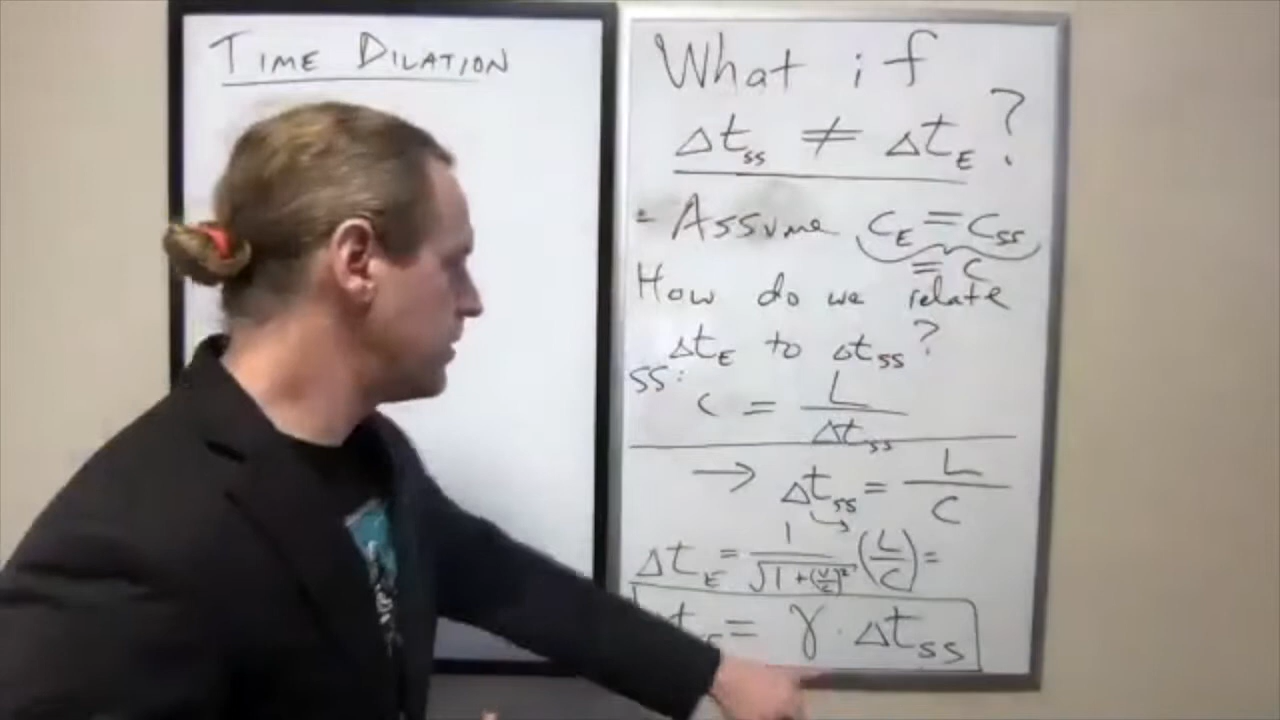 TIME DILATION
What if
Δt_ss ≠ Δt_E ?
- Assume C_E = C_ss
= C
How do we relate
Δt_E to Δt_ss ?
SS:
C = L / Δt_ss
→ Δt_ss = L / C
Δt_E = 1 / √(1 + (v/c)²) (L/C) =
t_E = γ · Δt_ss